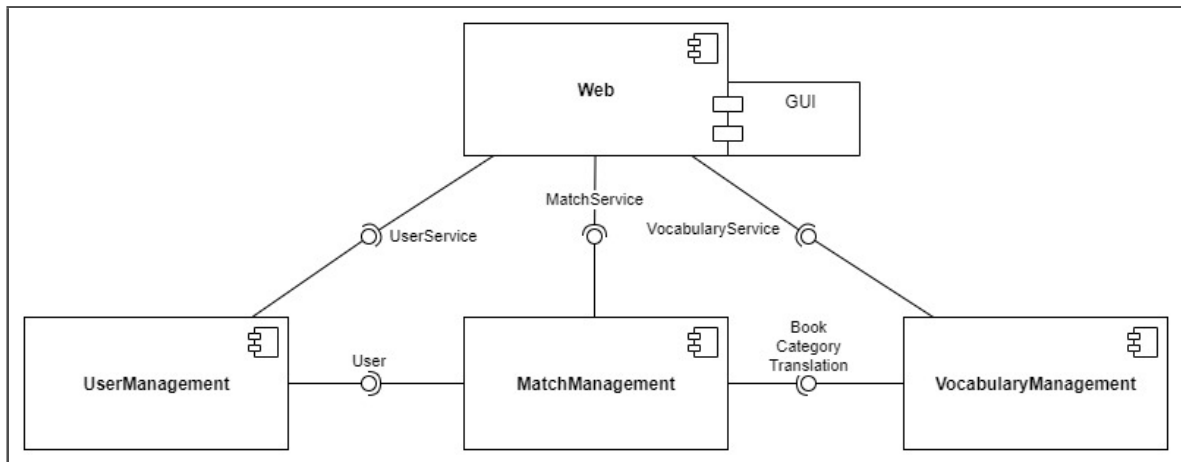 Web
GUI
MatchService
UserService
VocabularyService
UserManagement
User
MatchManagement
Book
Category
Translation
VocabularyManagement